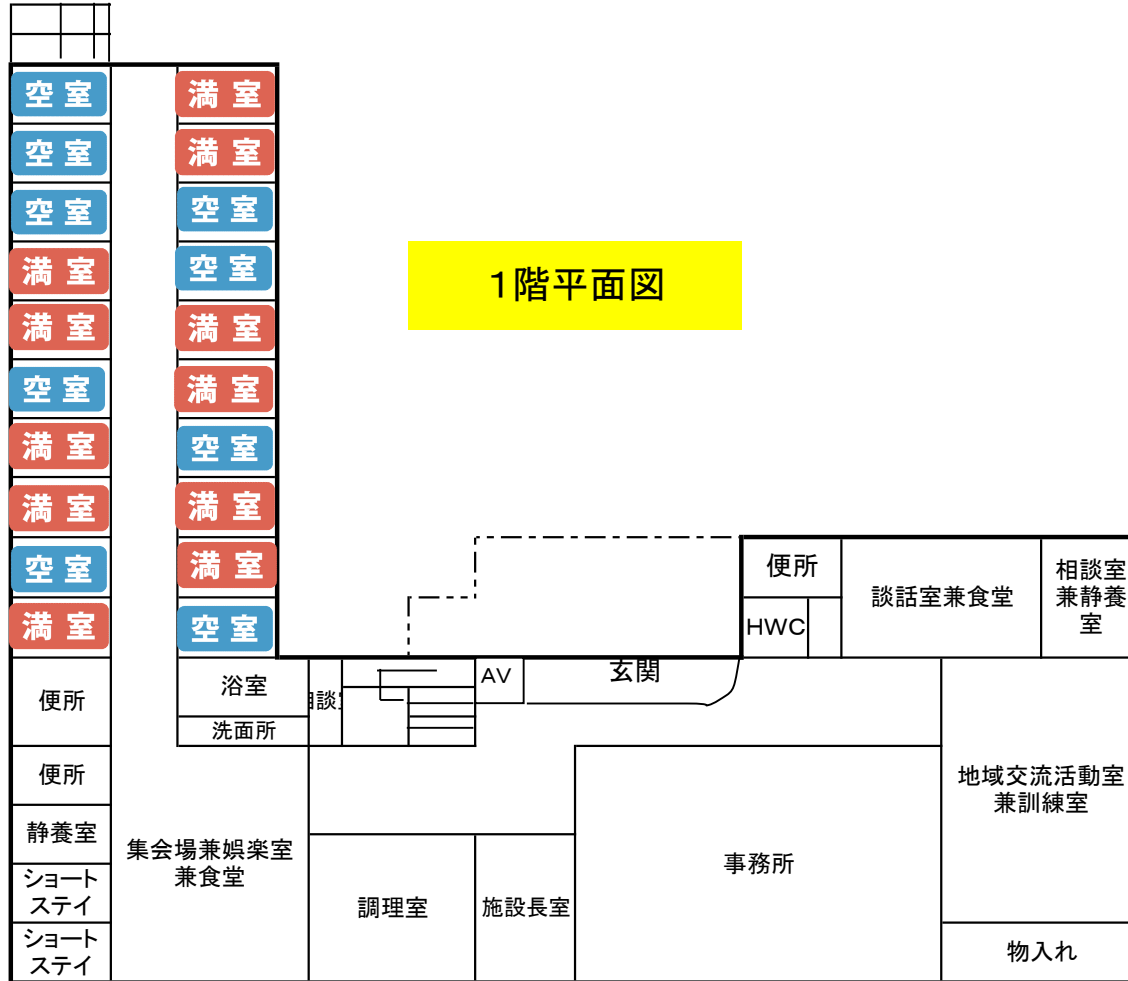 空室
満室
空室
満室
空室
空室
満室
空室
満室
満室
空室
満室
満室
空室
満室
満室
空室
満室
満室
空室
1階平面図
便所
HWC
談話室兼食堂
相談室
兼静養
室
便所
浴室
洗面所
AV
玄関
便所
静養室
ショート
ステイ
ショート
ステイ
集会場兼娯楽室
兼食堂
調理室
施設長室
事務所
地域交流活動室
兼訓練室
物入れ